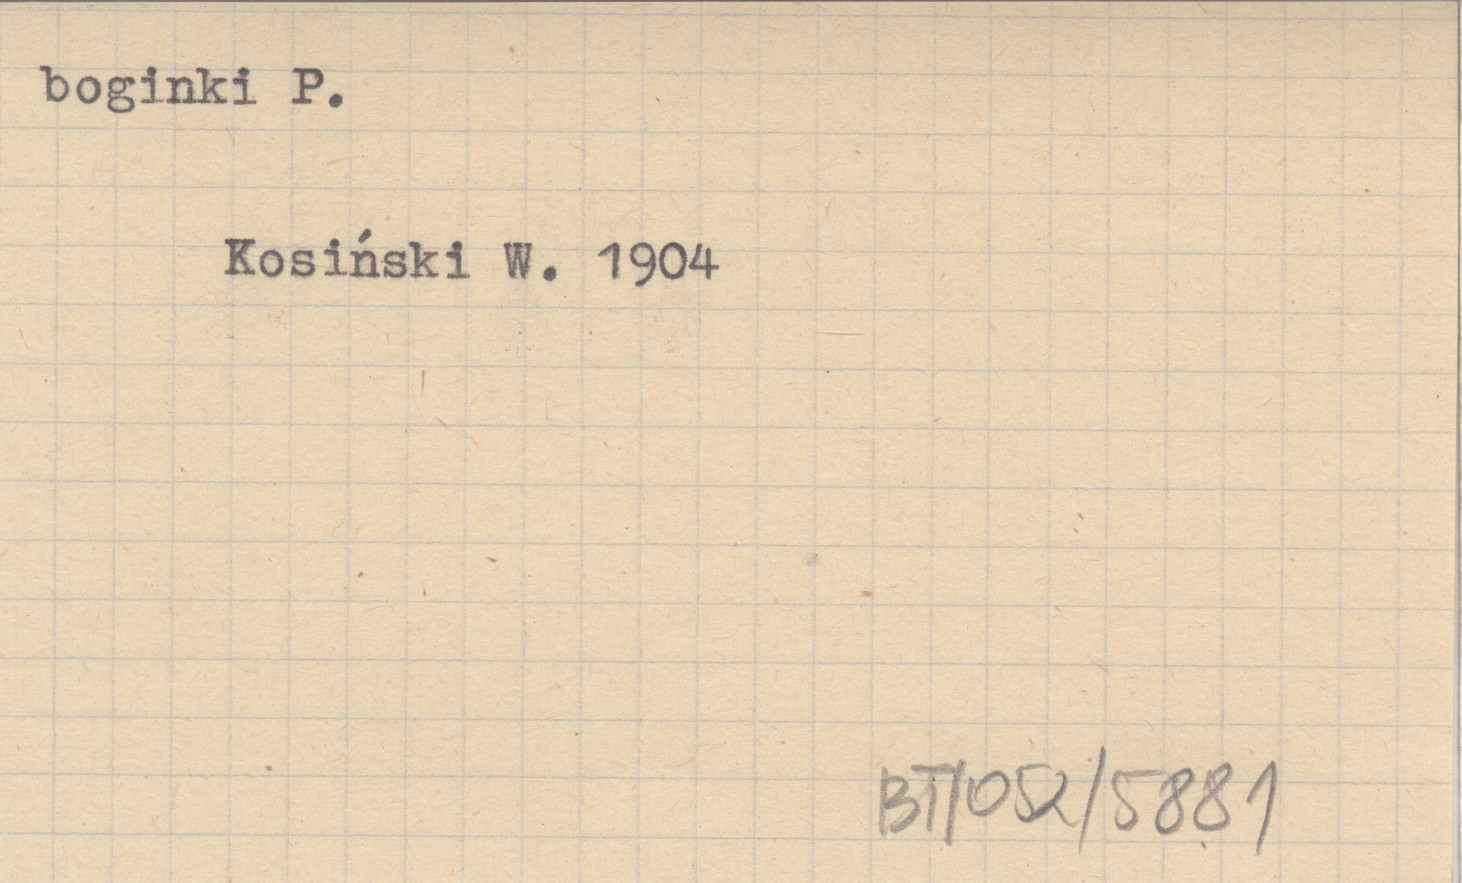 boginki P.
Kosiński W. 1904
BT/052/5881